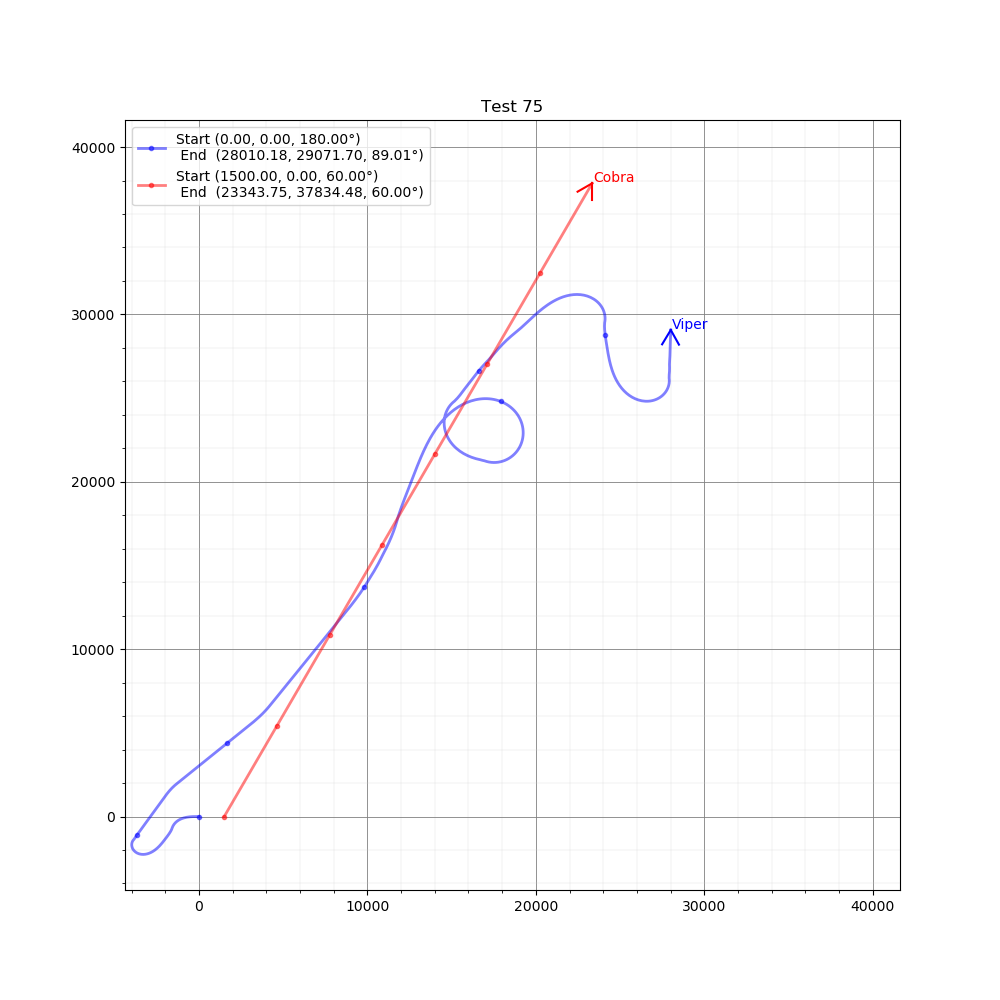 Test 75
Start (0.00, 0.00, 180.00°)
End (28010.18, 29071.70, 89.01°)
Start (1500.00, 0.00, 60.00°)
End (23343.75, 37834.48, 60.00°)
Cobra
Viper
40000
30000
20000
10000
0
0
10000
20000
30000
40000